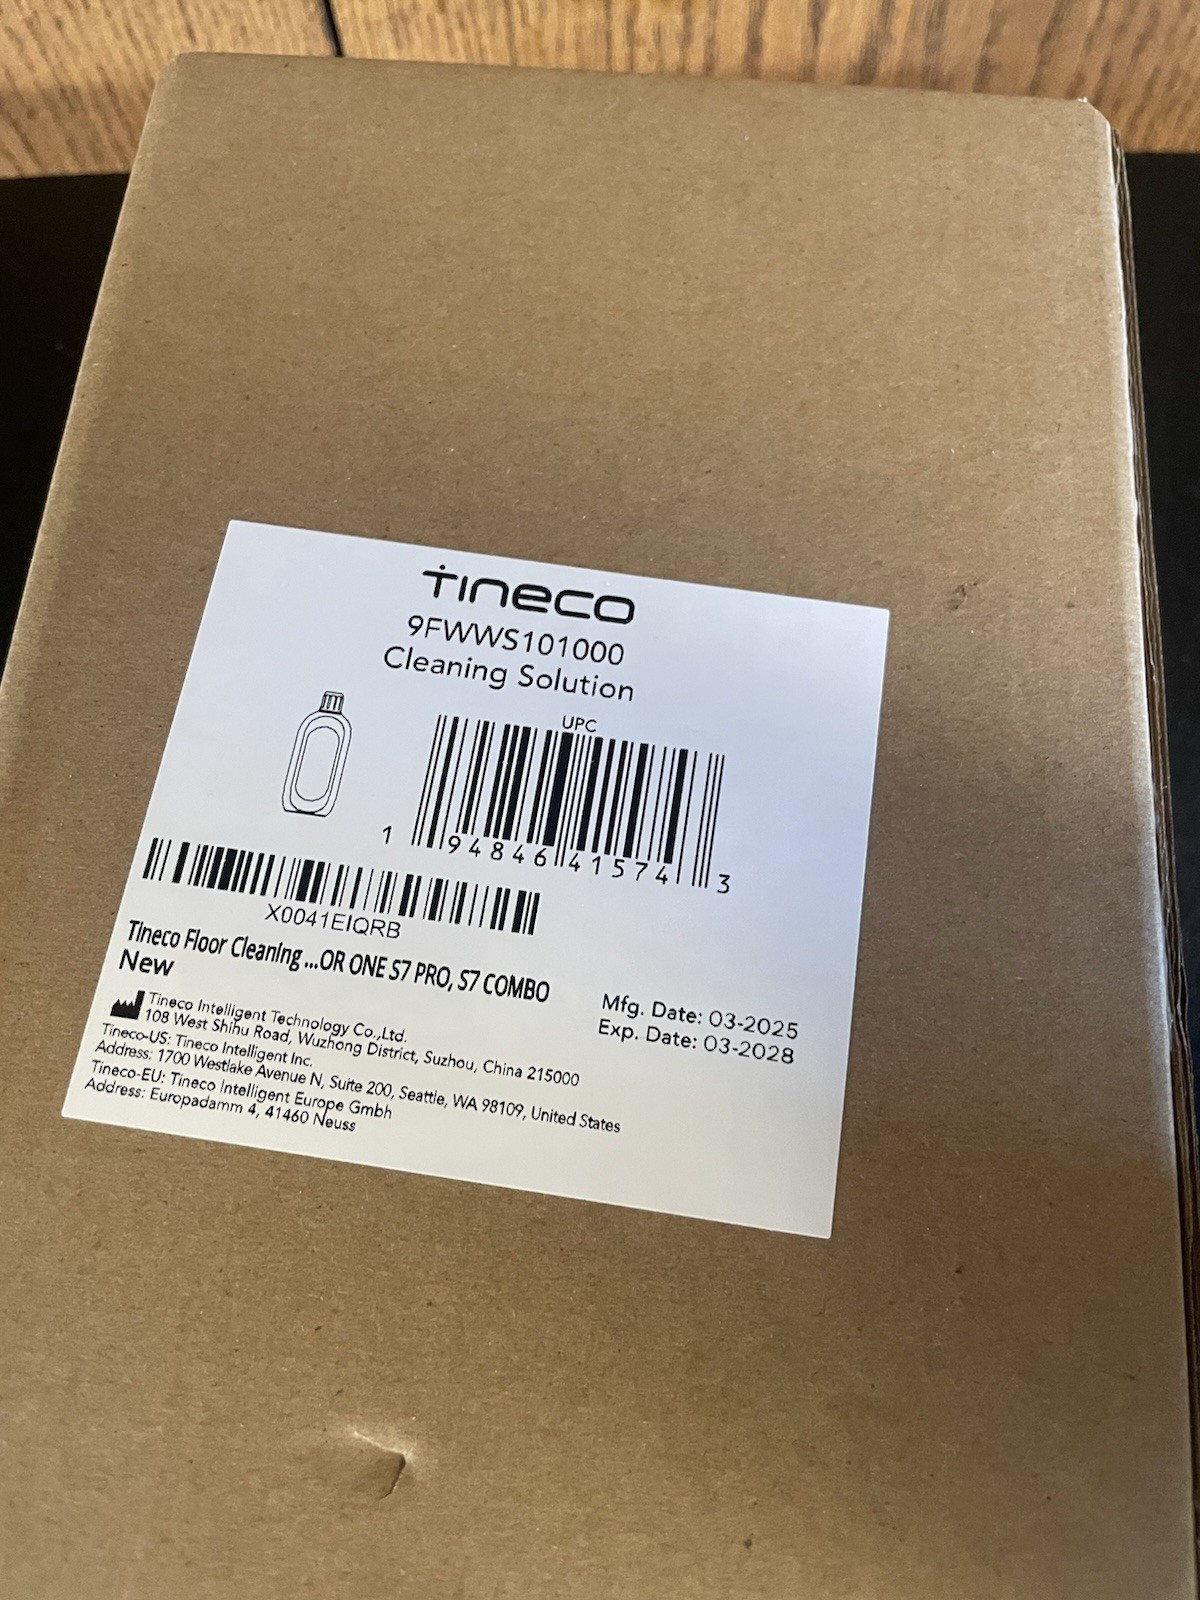 TINECO
9FWWS101000
Cleaning Solution
UPC
1 94846 41574 3
X0041EIQRB
Tineco Floor Cleaning ...OR ONE S7 PRO, S7 COMBO
New
Mfg. Date: 03-2025
Exp. Date: 03-2028
Tineco Intelligent Technology Co.,Ltd.
108 West Shihu Road, Wuzhong District, Suzhou, China 215000
Tineco-US: Tineco Intelligent Inc.
Address: 1700 Westlake Avenue N, Suite 200, Seattle, WA 98109, United States
Tineco-EU: Tineco Intelligent Europe Gmbh
Address: Europadamm 4, 41460 Neuss